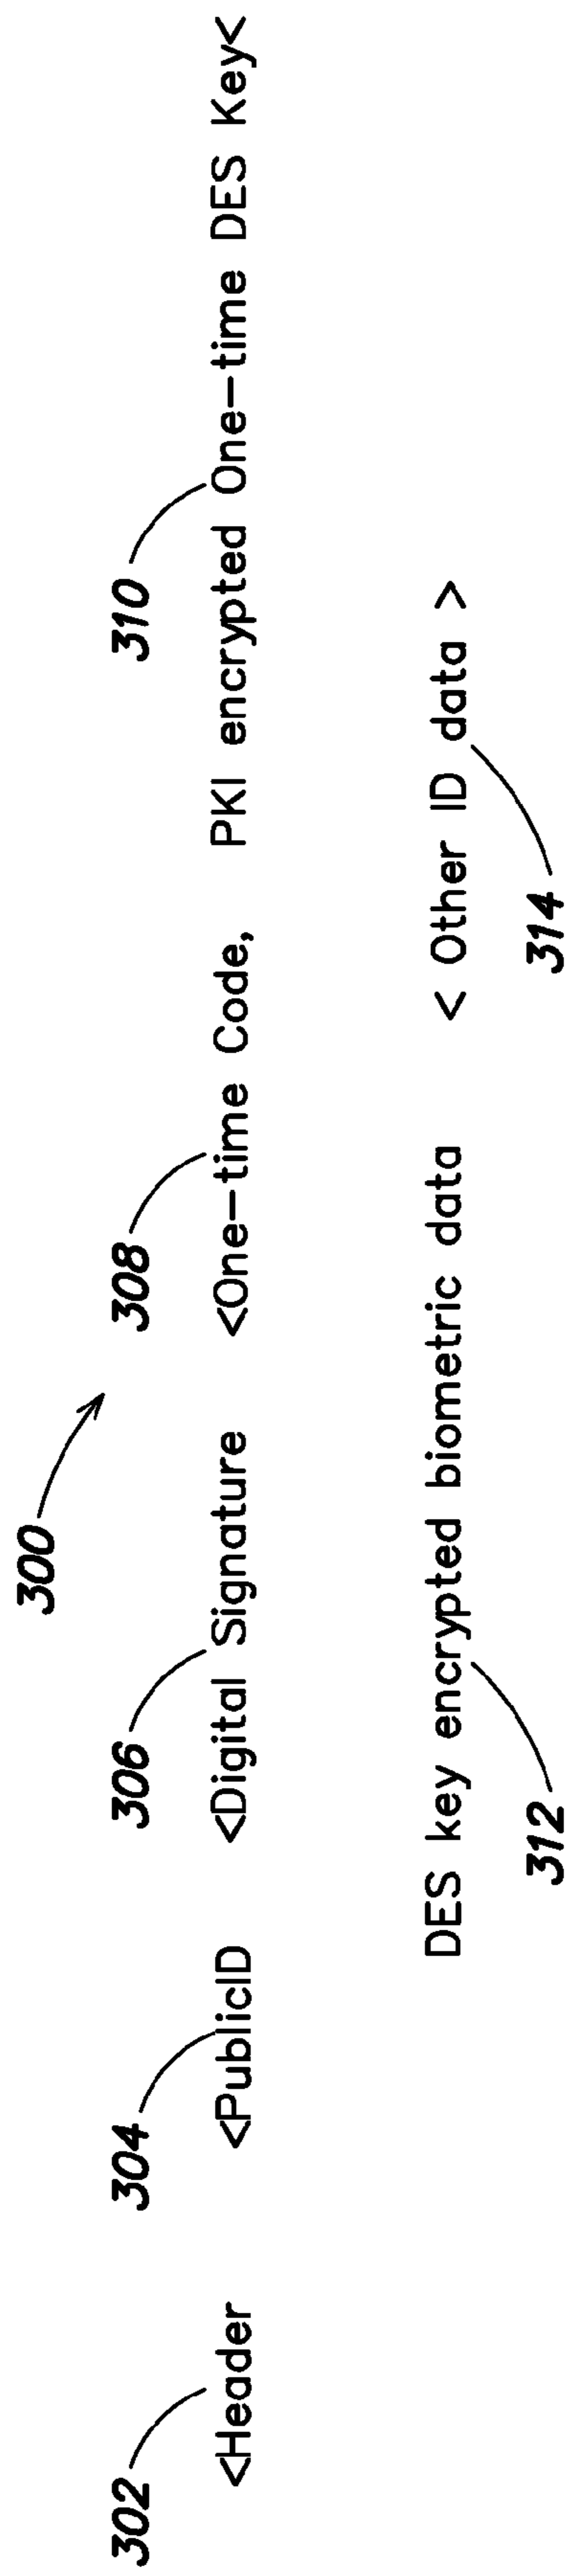 300
302 304 306 308 310
<Header <PublicID <Digital Signature <One-time Code, PKI encrypted One-time DES Key<
DES key encrypted biometric data < Other ID data >
312 314